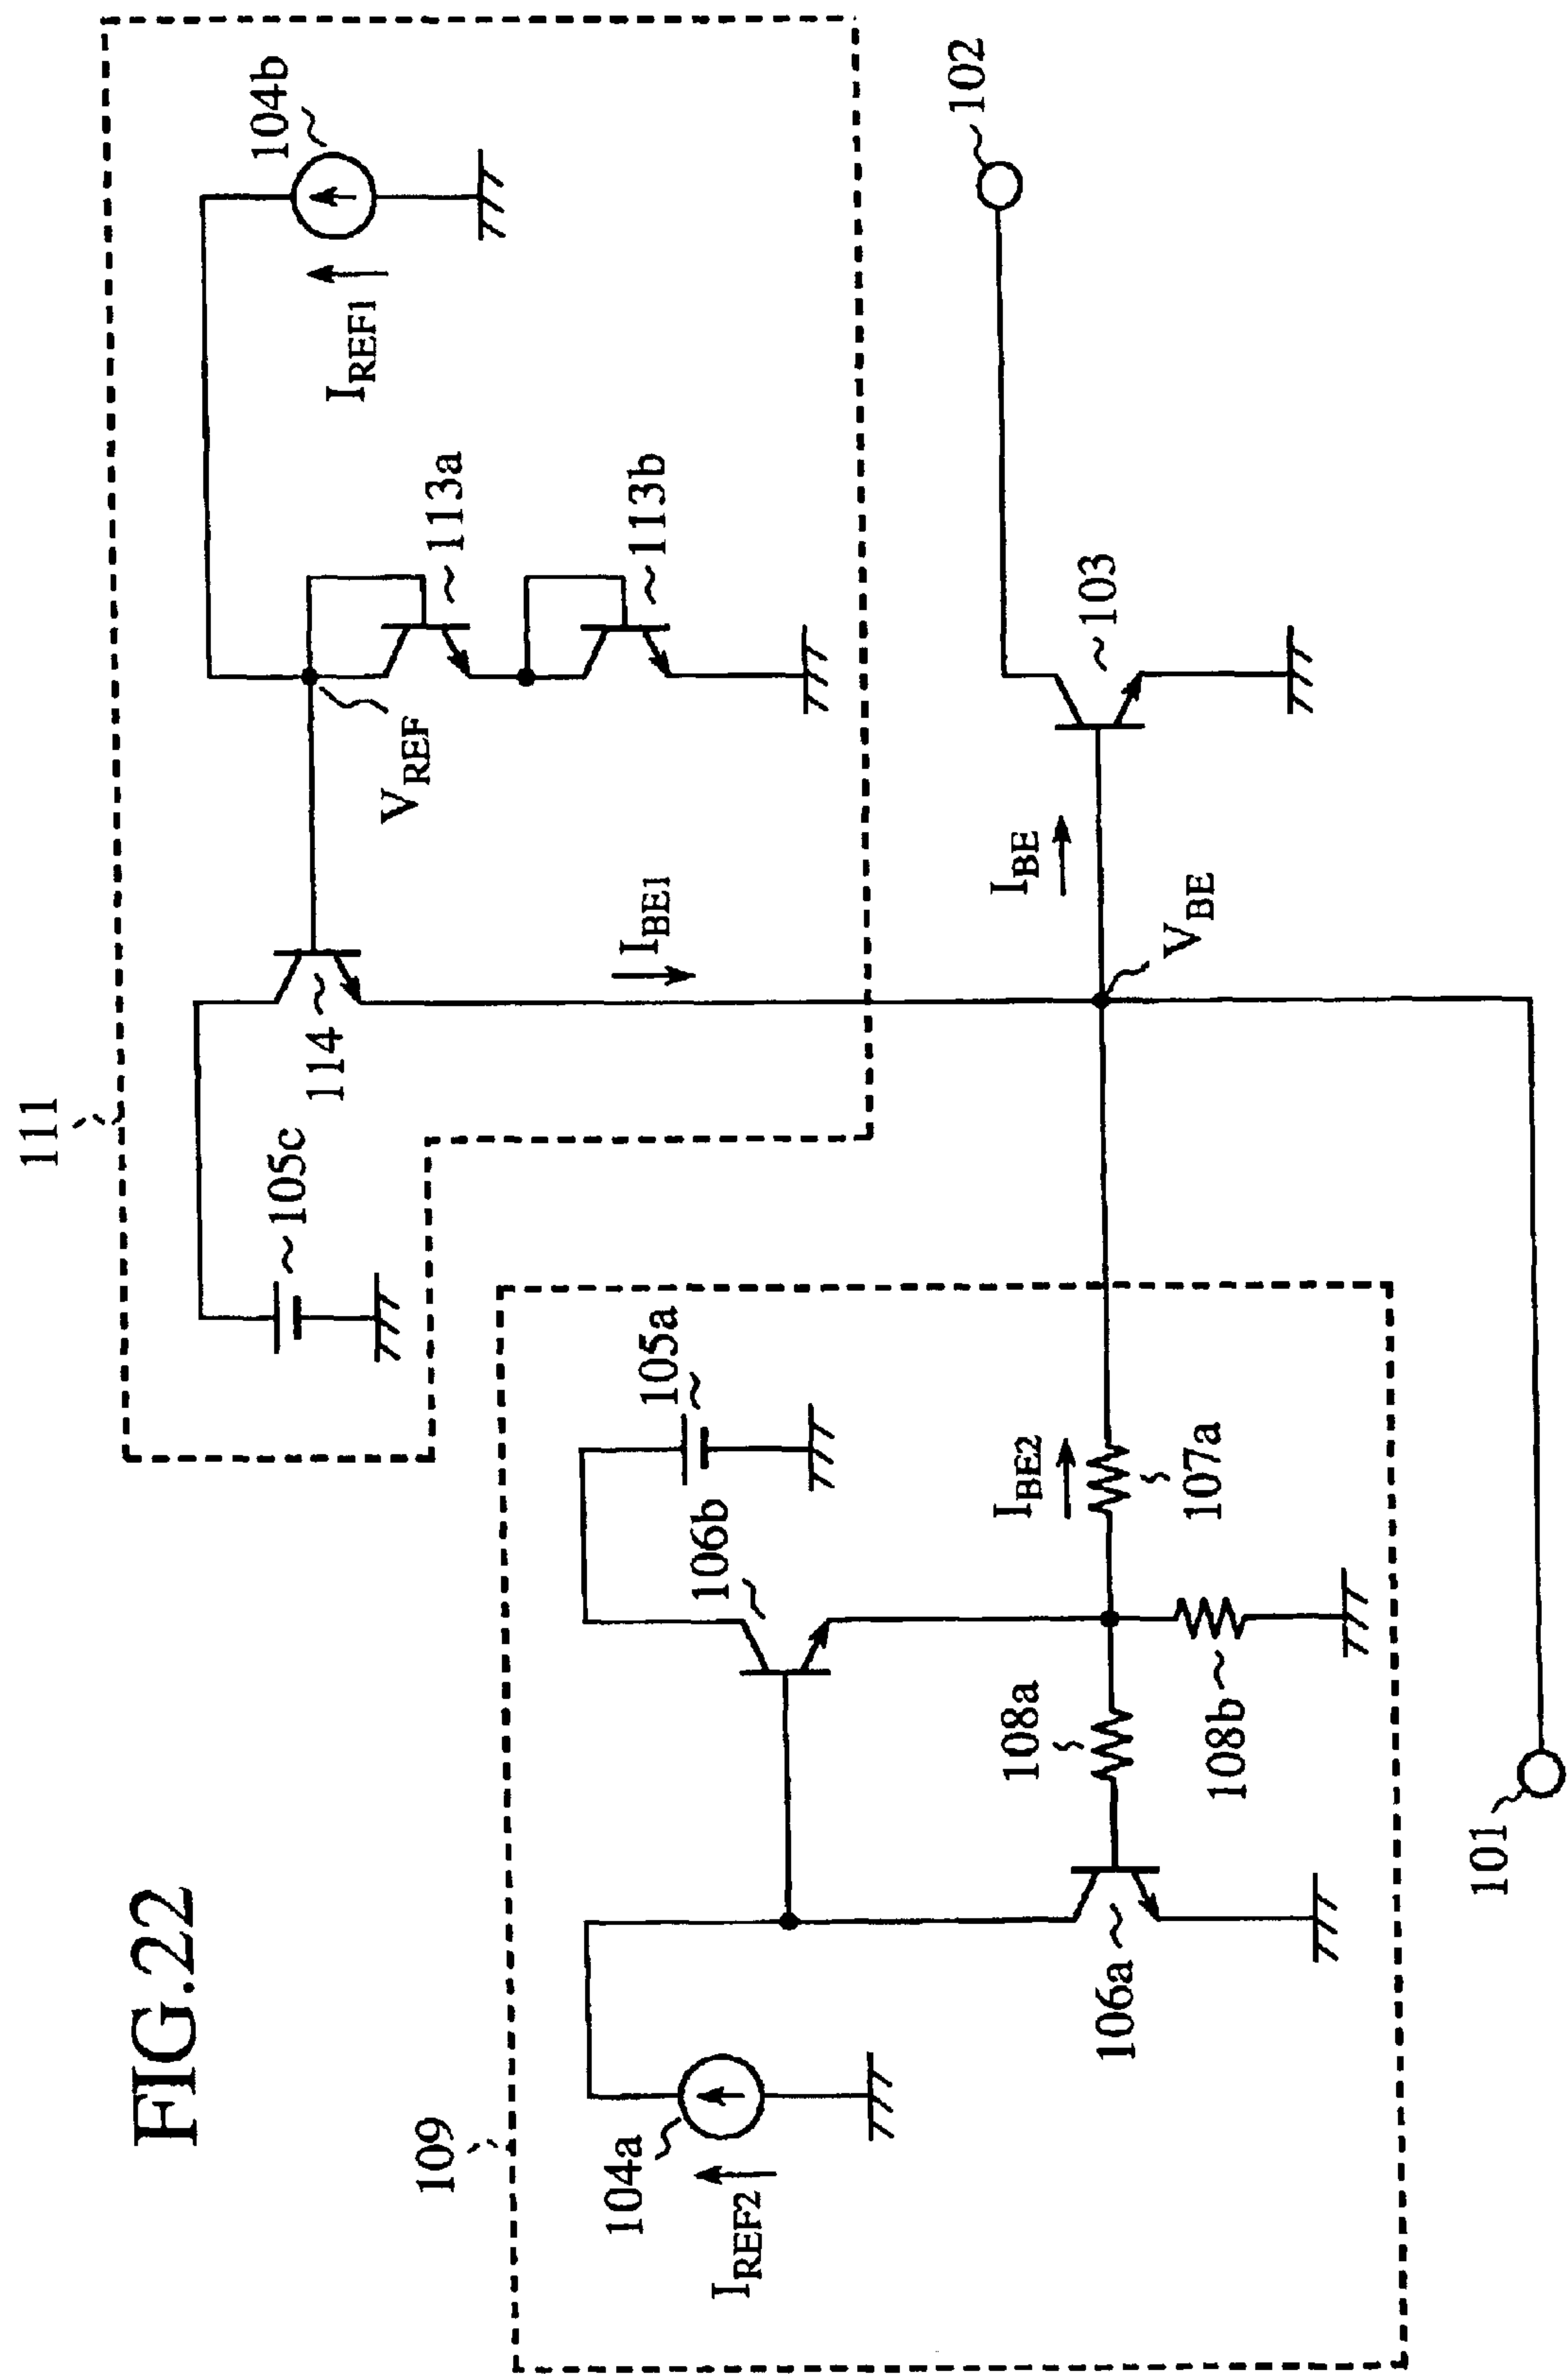 FIG.22
111
105c
114
I_BE1
V_REF
113a
113b
I_REF1
104b
109
104a
I_REF2
106b
105a
106a
108a
108b
I_BE2
107a
V_BE
I_BE
103
102
101